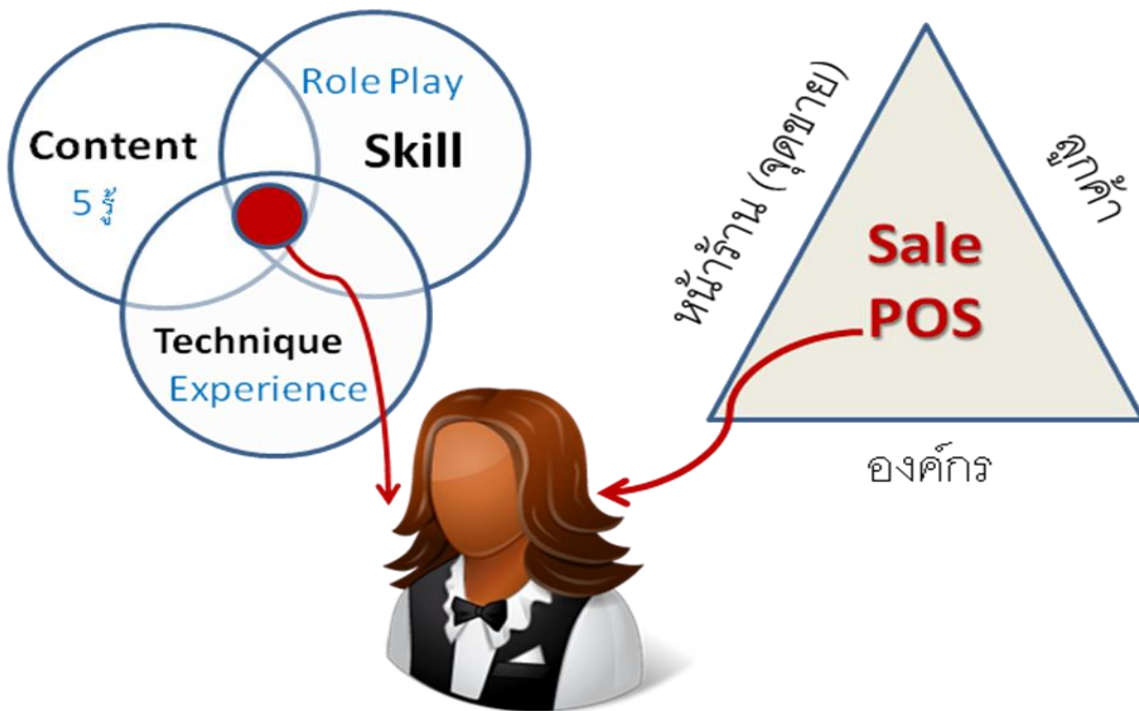 Role Play
Content
Skill
5 รู้
Technique
Experience
หน้าร้าน (จุดขาย)
ลูกค้า
Sale
POS
องค์กร